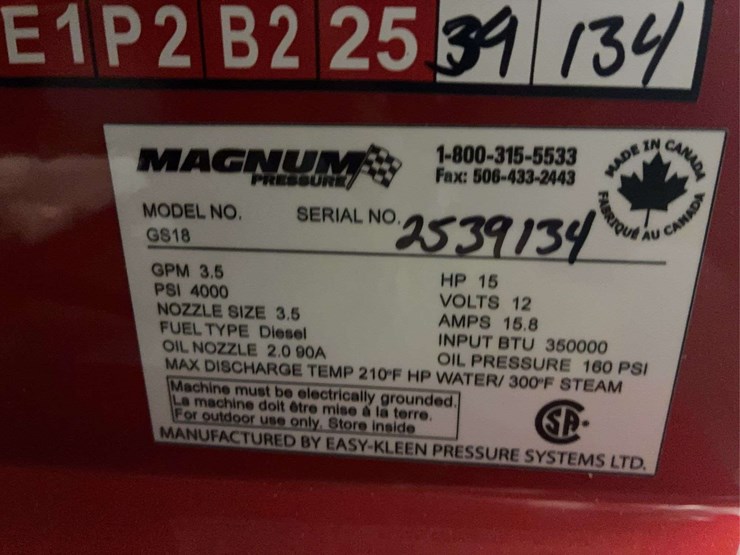 E1 P2 B2 25 39 134
MAGNUM
PRESSURE
1-800-315-5533
Fax: 506-433-2443
MADE IN CANADA
FABRIQUÉ AU CANADA
MODEL NO. SERIAL NO. 2539134
GS18
GPM 3.5
PSI 4000
NOZZLE SIZE 3.5
FUEL TYPE Diesel
OIL NOZZLE 2.0 90A
HP 15
VOLTS 12
AMPS 15.8
INPUT BTU 350000
OIL PRESSURE 160 PSI
MAX DISCHARGE TEMP 210°F HP WATER/ 300°F STEAM
Machine must be electrically grounded.
La machine doit être mise à la terre.
For outdoor use only. Store inside
SA
MANUFACTURED BY EASY-KLEEN PRESSURE SYSTEMS LTD.